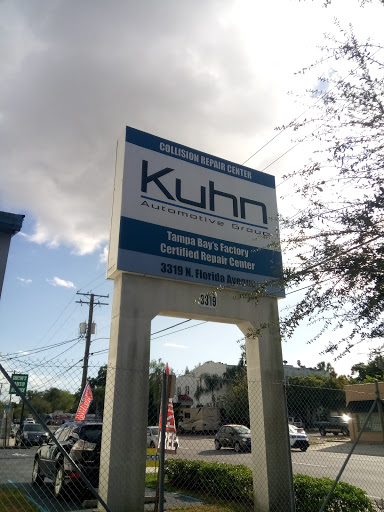 COLLISION REPAIR CENTER
Kuhn
Automotive Group
Tampa Bay's Factory
Certified Repair Center
3319 N. Florida Avenue
3319